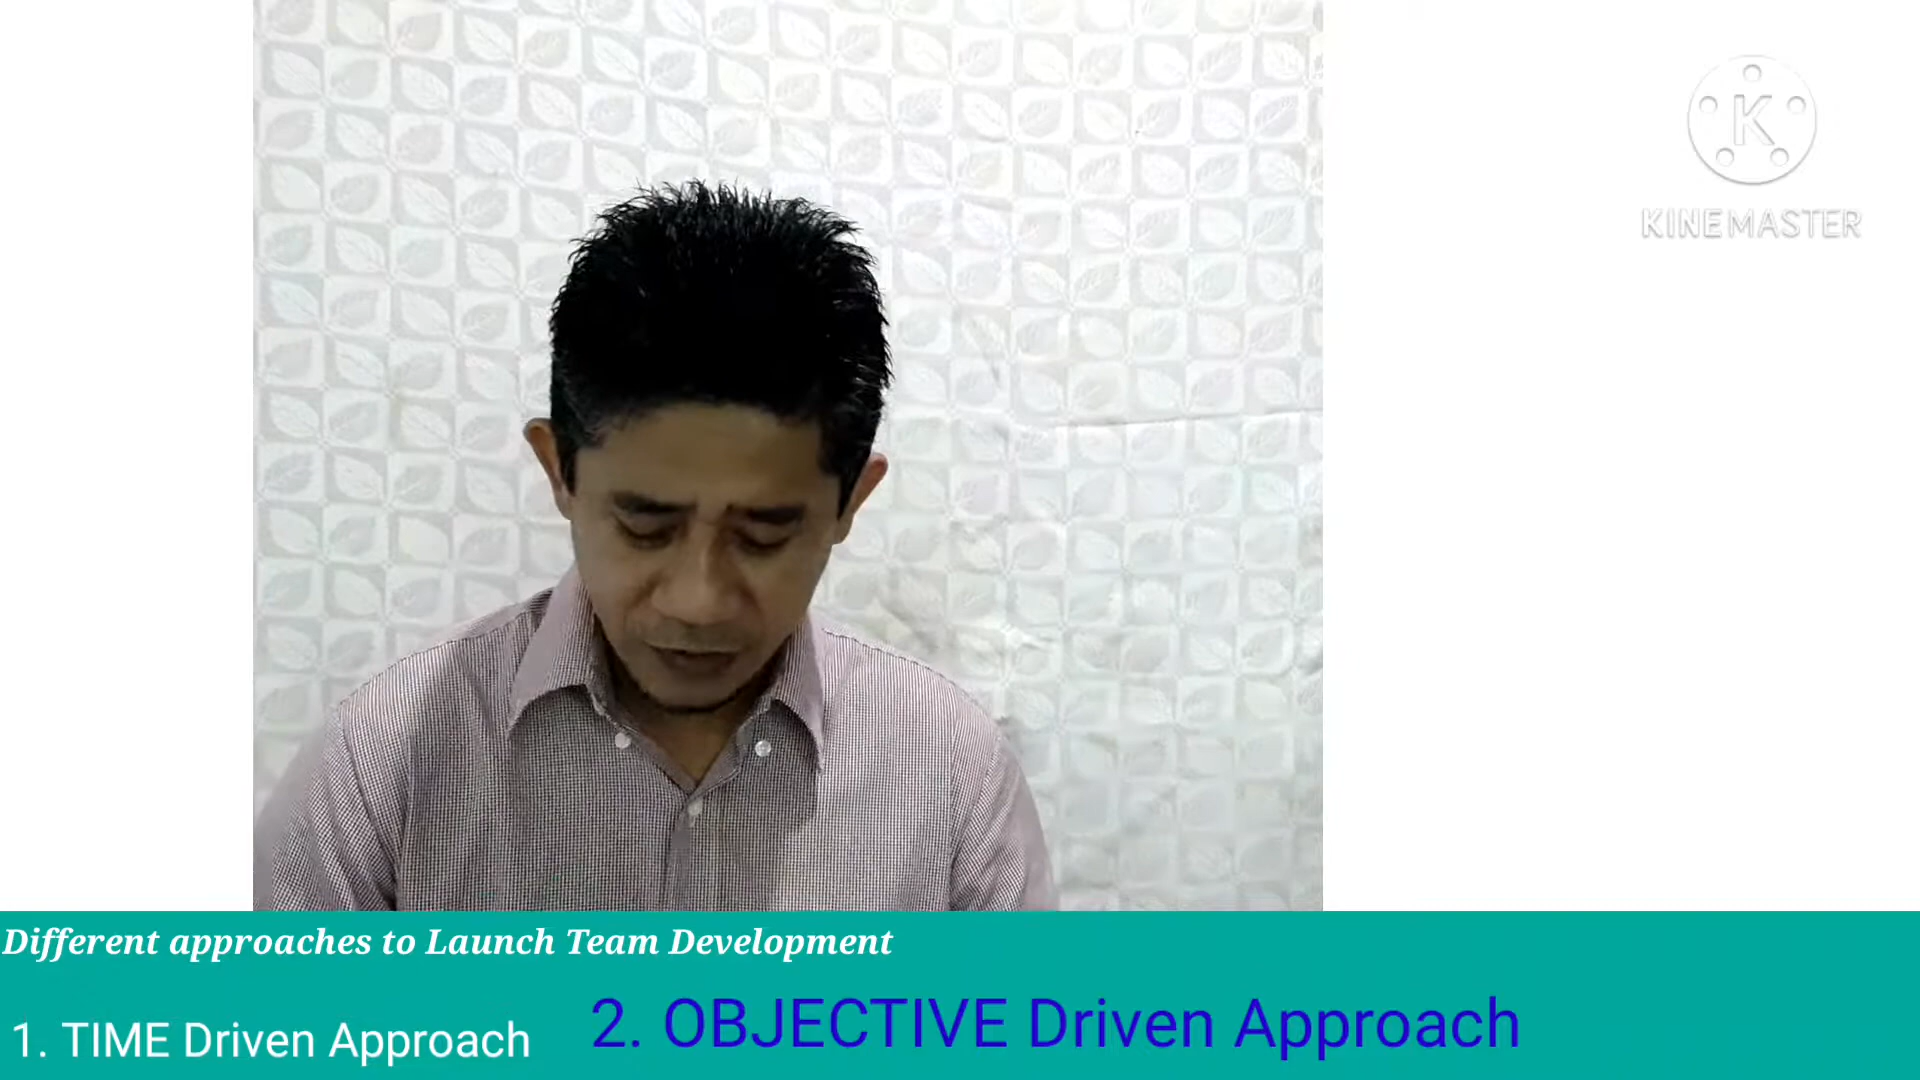 K
KINEMASTER
Different approaches to Launch Team Development
1. TIME Driven Approach
2. OBJECTIVE Driven Approach